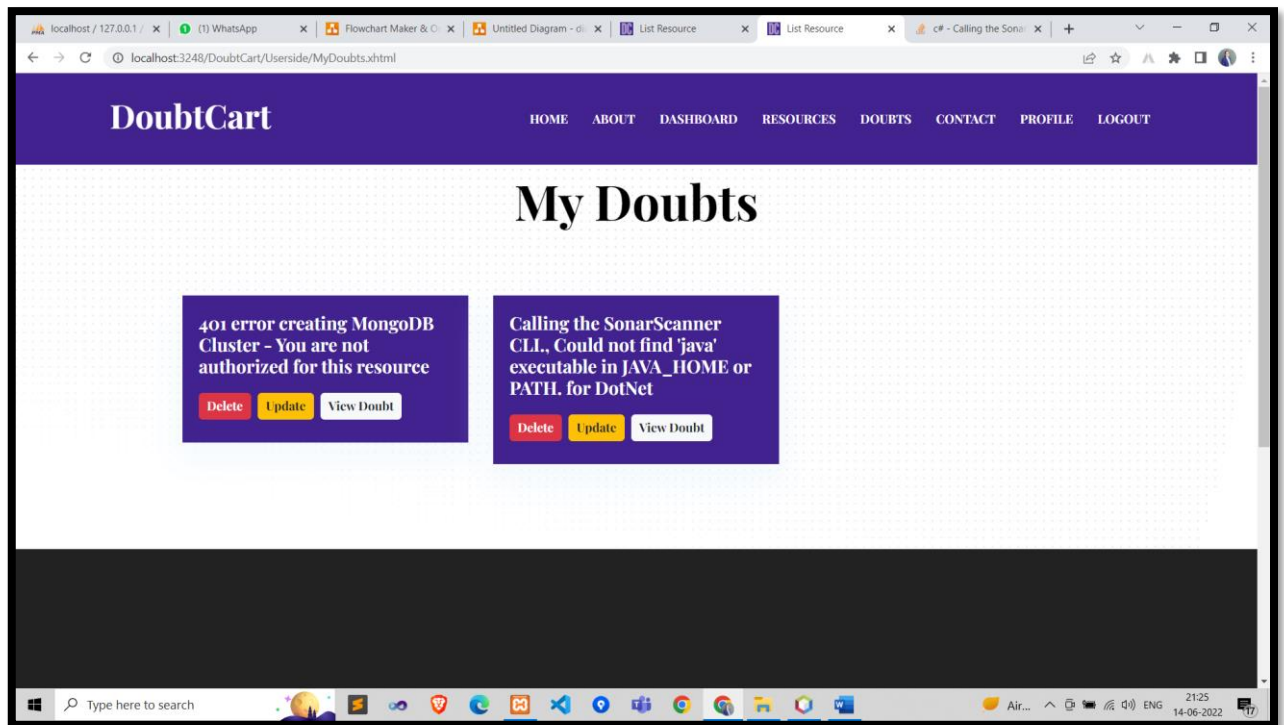 localhost / 127.0.0.1 /
(1) WhatsApp
Flowchart Maker & O
Untitled Diagram - di
List Resource
List Resource
c# - Calling the Sonar
localhost:3248/DoubtCart/Userside/MyDoubts.xhtml
DoubtCart
HOME ABOUT DASHBOARD RESOURCES DOUBTS CONTACT PROFILE LOGOUT
My Doubts
401 error creating MongoDB
Cluster - You are not
authorized for this resource
Delete Update View Doubt
Calling the SonarScanner
CLI., Could not find 'java'
executable in JAVA_HOME or
PATH. for DotNet
Delete Update View Doubt
Type here to search
Air...
ENG
21:25
14-06-2022
17